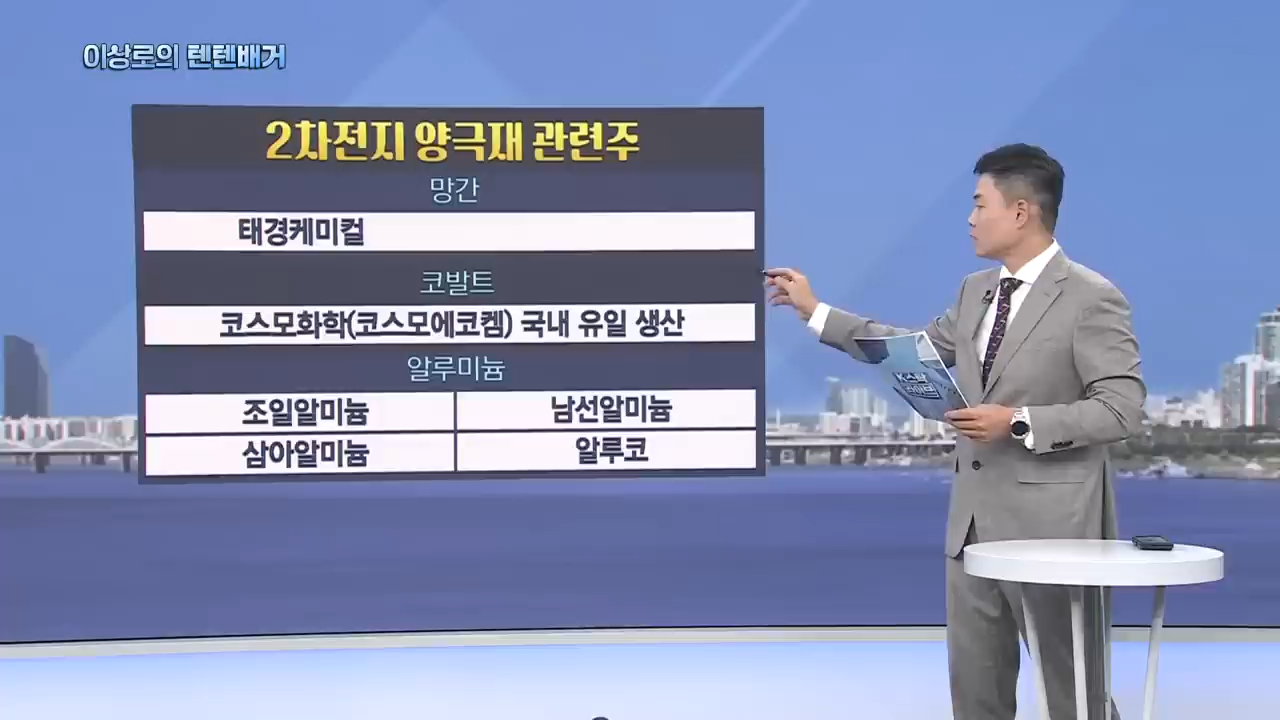 이상로의 텐텐배거
2차전지 양극재 관련주
망간
태경케미컬
코발트
코스모화학(코스모에코켐) 국내 유일 생산
알루미늄
조일알미늄 남선알미늄
삼아알미늄 알루코